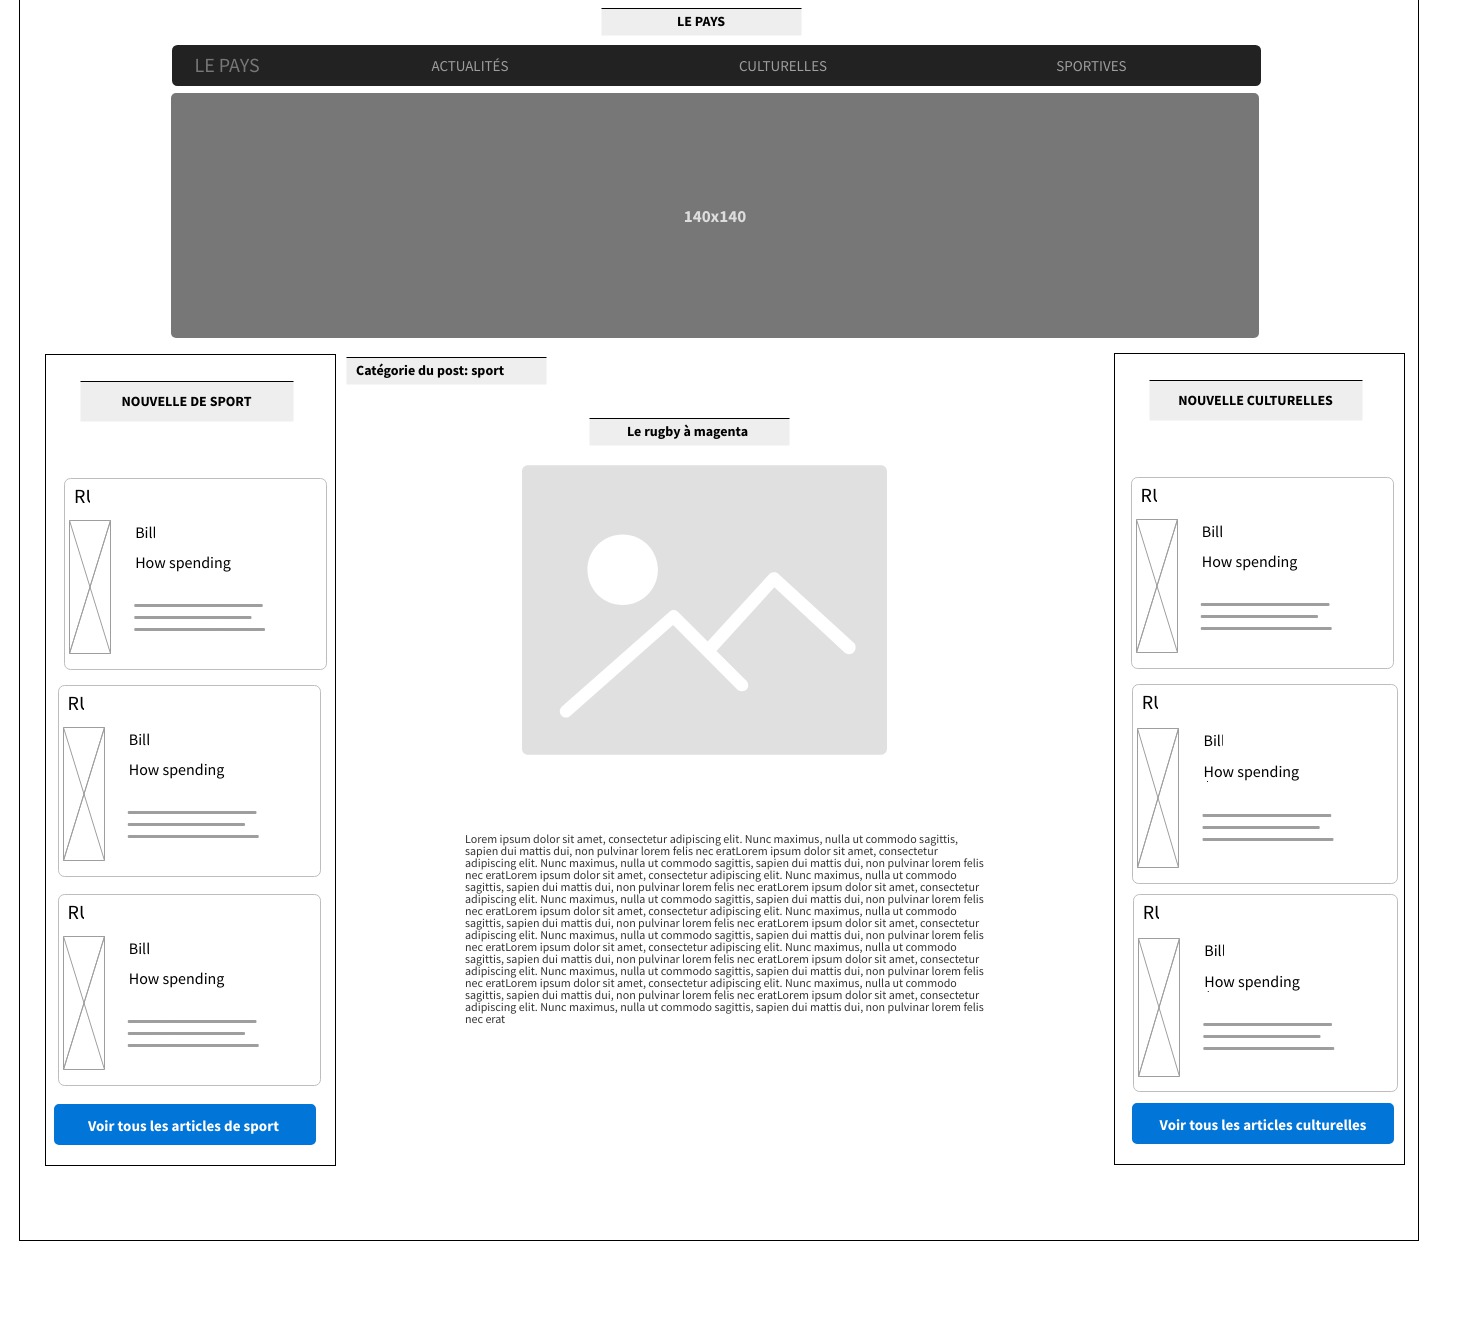 LE PAYS
LE PAYS ACTUALITÉS CULTURELLES SPORTIVES
140x140
NOUVELLE DE SPORT
Rl
Bill
How spending
Rl
Bill
How spending
Rl
Bill
How spending
Voir tous les articles de sport
Catégorie du post: sport
Le rugby à magenta
Lorem ipsum dolor sit amet, consectetur adipiscing elit. Nunc maximus, nulla ut commodo sagittis,
sapien dui mattis dui, non pulvinar lorem felis nec eratLorem ipsum dolor sit amet, consectetur
adipiscing elit. Nunc maximus, nulla ut commodo sagittis, sapien dui mattis dui, non pulvinar lorem felis
nec eratLorem ipsum dolor sit amet, consectetur adipiscing elit. Nunc maximus, nulla ut commodo
sagittis, sapien dui mattis dui, non pulvinar lorem felis nec eratLorem ipsum dolor sit amet, consectetur
adipiscing elit. Nunc maximus, nulla ut commodo sagittis, sapien dui mattis dui, non pulvinar lorem felis
nec eratLorem ipsum dolor sit amet, consectetur adipiscing elit. Nunc maximus, nulla ut commodo
sagittis, sapien dui mattis dui, non pulvinar lorem felis nec eratLorem ipsum dolor sit amet, consectetur
adipiscing elit. Nunc maximus, nulla ut commodo sagittis, sapien dui mattis dui, non pulvinar lorem felis
nec eratLorem ipsum dolor sit amet, consectetur adipiscing elit. Nunc maximus, nulla ut commodo
sagittis, sapien dui mattis dui, non pulvinar lorem felis nec eratLorem ipsum dolor sit amet, consectetur
adipiscing elit. Nunc maximus, nulla ut commodo sagittis, sapien dui mattis dui, non pulvinar lorem felis
nec eratLorem ipsum dolor sit amet, consectetur adipiscing elit. Nunc maximus, nulla ut commodo
sagittis, sapien dui mattis dui, non pulvinar lorem felis nec eratLorem ipsum dolor sit amet, consectetur
adipiscing elit. Nunc maximus, nulla ut commodo sagittis, sapien dui mattis dui, non pulvinar lorem felis
nec erat
NOUVELLE CULTURELLES
Rl
Bill
How spending
Rl
Bill
How spending
Rl
Bill
How spending
Voir tous les articles culturelles